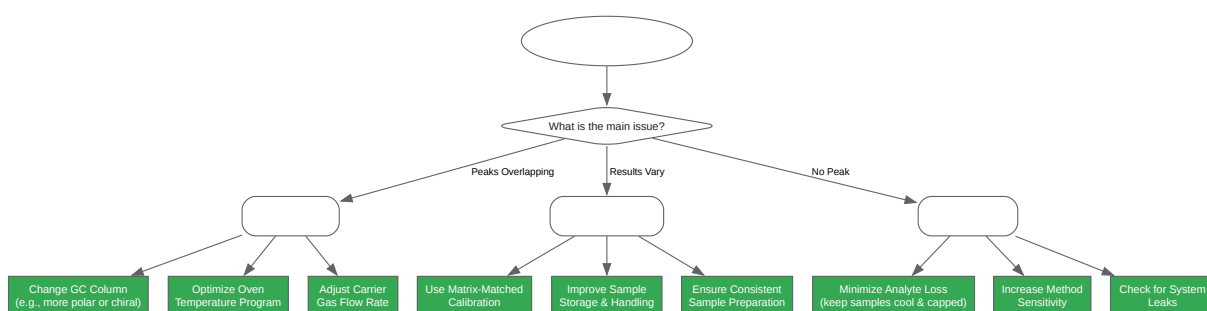 What is the main issue?
Peaks Overlapping
Results Vary
No Peak
Change GC Column
(e.g., more polar or chiral)
Optimize Oven
Temperature Program
Adjust Carrier
Gas Flow Rate
Use Matrix-Matched
Calibration
Improve Sample
Storage & Handling
Ensure Consistent
Sample Preparation
Minimize Analyte Loss
(keep samples cool & capped)
Increase Method
Sensitivity
Check for System
Leaks